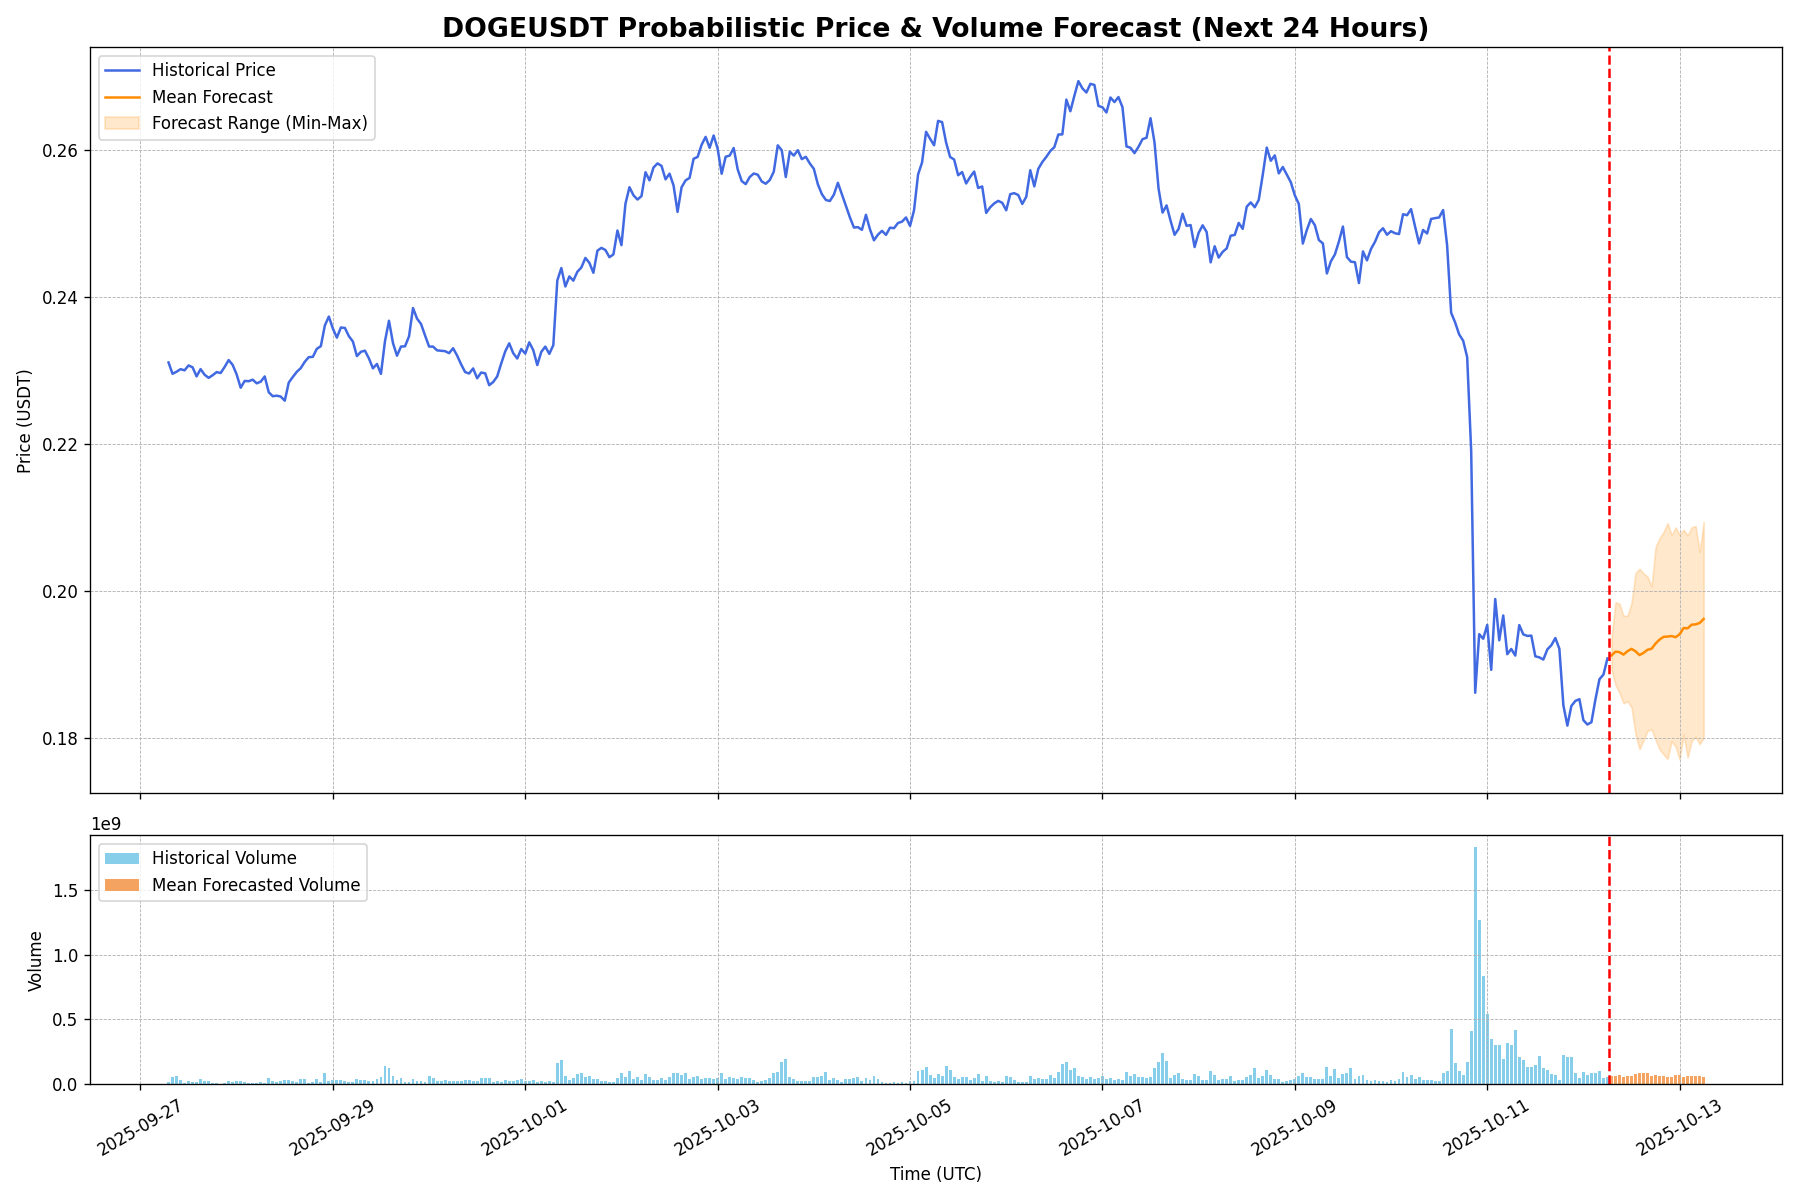 DOGEUSDT Probabilistic Price & Volume Forecast (Next 24 Hours)
Historical Price
Mean Forecast
Forecast Range (Min-Max)
Price (USDT)
0.26
0.24
0.22
0.20
0.18
1e9
Historical Volume
Mean Forecasted Volume
Volume
1.5
1.0
0.5
0.0
2025-09-27
2025-09-29
2025-10-01
2025-10-03
2025-10-05
2025-10-07
2025-10-09
2025-10-11
2025-10-13
Time (UTC)